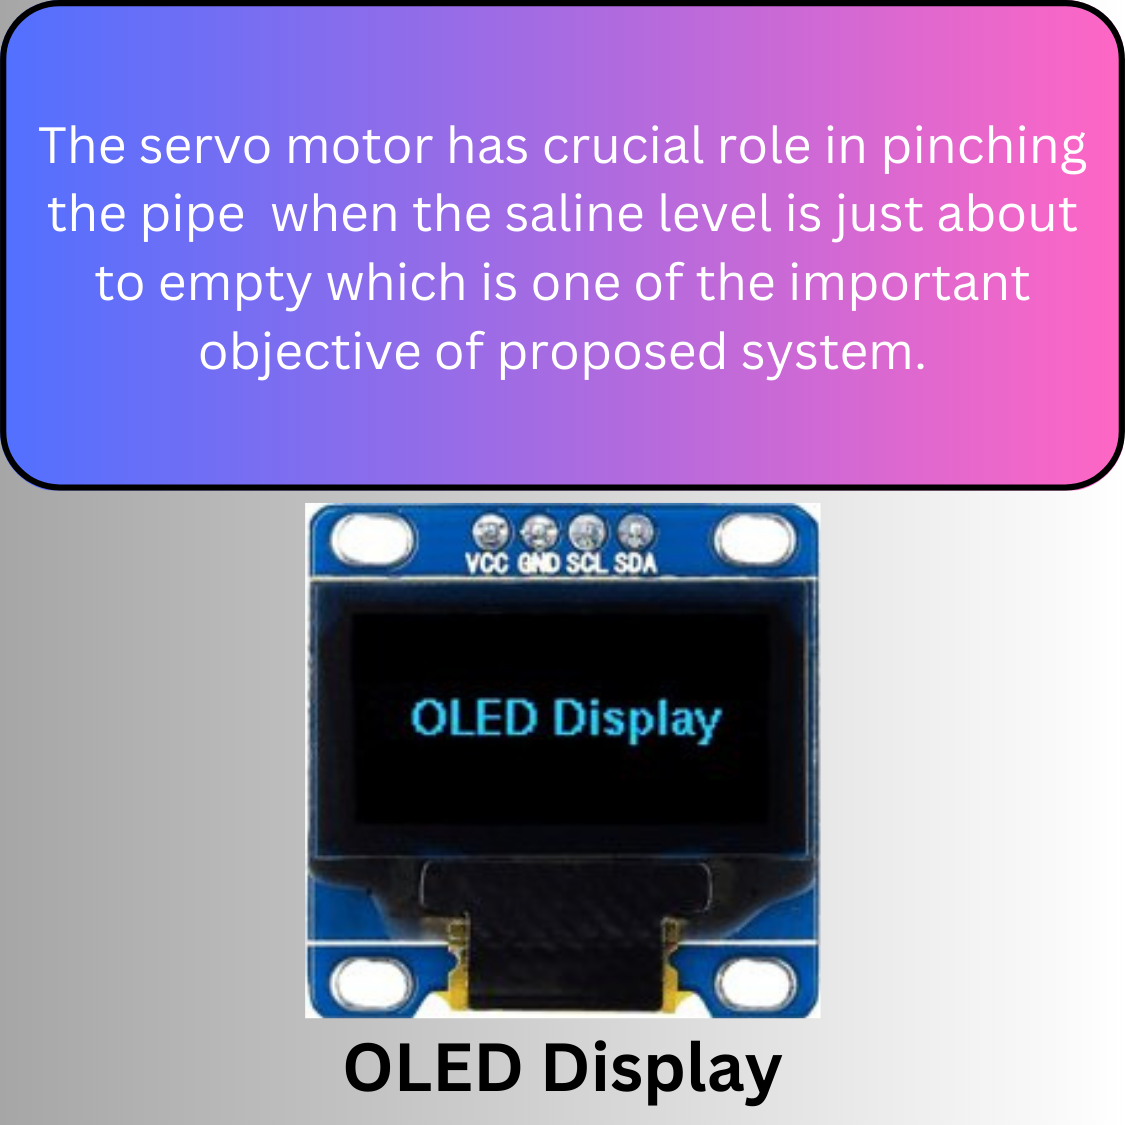 The servo motor has crucial role in pinching
the pipe  when the saline level is just about
to empty which is one of the important
objective of proposed system.
VCC GND SCL SDA
OLED Display
OLED Display